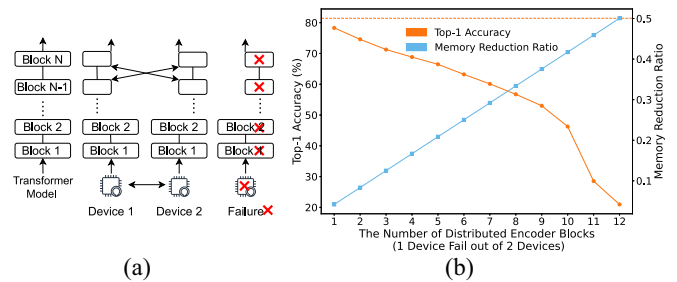 Block N
Block N-1
Block 2
Block 2
Block 2
Block 2
Block 1
Block 1
Block 1
Block 1
Transformer
Model
Device 1
Device 2
Failure
(a)
Top-1 Accuracy
Memory Reduction Ratio
Top-1 Accuracy (%)
80
70
60
50
40
30
20
Memory Reduction Ratio
0.5
0.4
0.3
0.2
0.1
1 2 3 4 5 6 7 8 9 10 11 12
The Number of Distributed Encoder Blocks
(1 Device Fail out of 2 Devices)
(b)